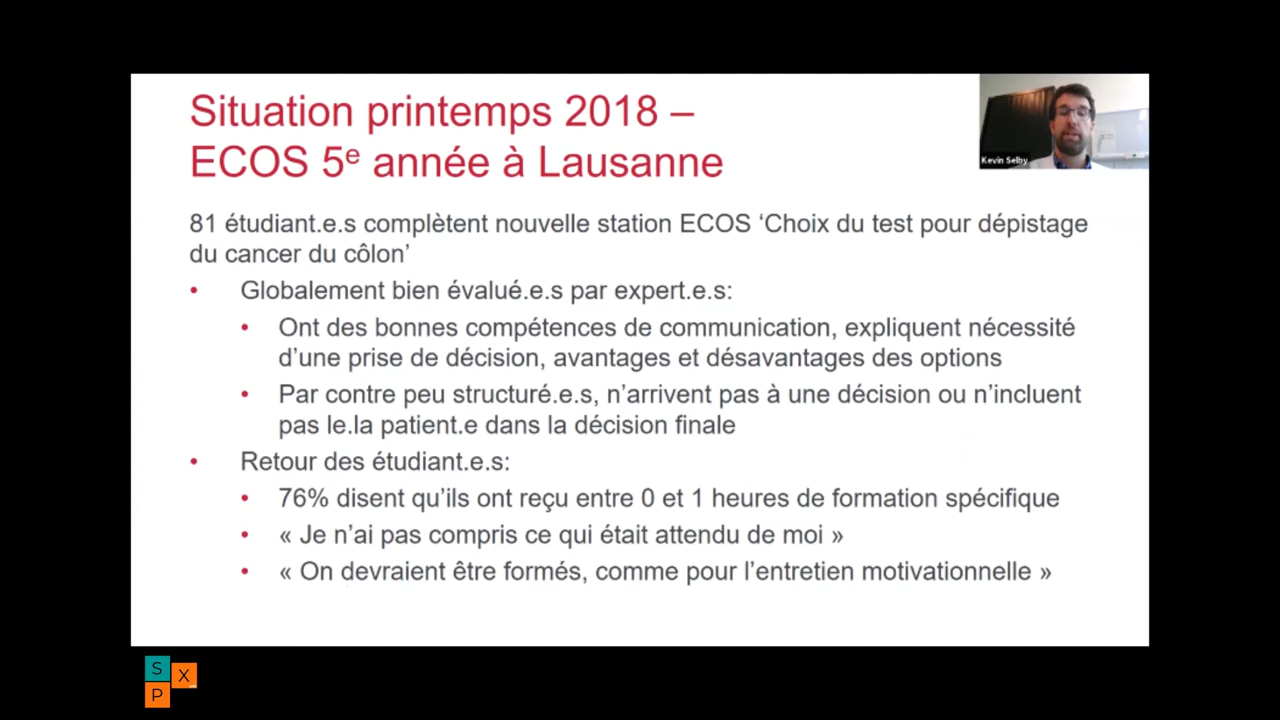 Situation printemps 2018 –
ECOS 5e année à Lausanne
Kevin Selby
81 étudiant.e.s complètent nouvelle station ECOS ‘Choix du test pour dépistage
du cancer du côlon’
• Globalement bien évalué.e.s par expert.e.s:
• Ont des bonnes compétences de communication, expliquent nécessité
d’une prise de décision, avantages et désavantages des options
• Par contre peu structuré.e.s, n’arrivent pas à une décision ou n’incluent
pas le.la patient.e dans la décision finale
• Retour des étudiant.e.s:
• 76% disent qu’ils ont reçu entre 0 et 1 heures de formation spécifique
• « Je n’ai pas compris ce qui était attendu de moi »
• « On devraient être formés, comme pour l’entretien motivationnelle »
S
X
P